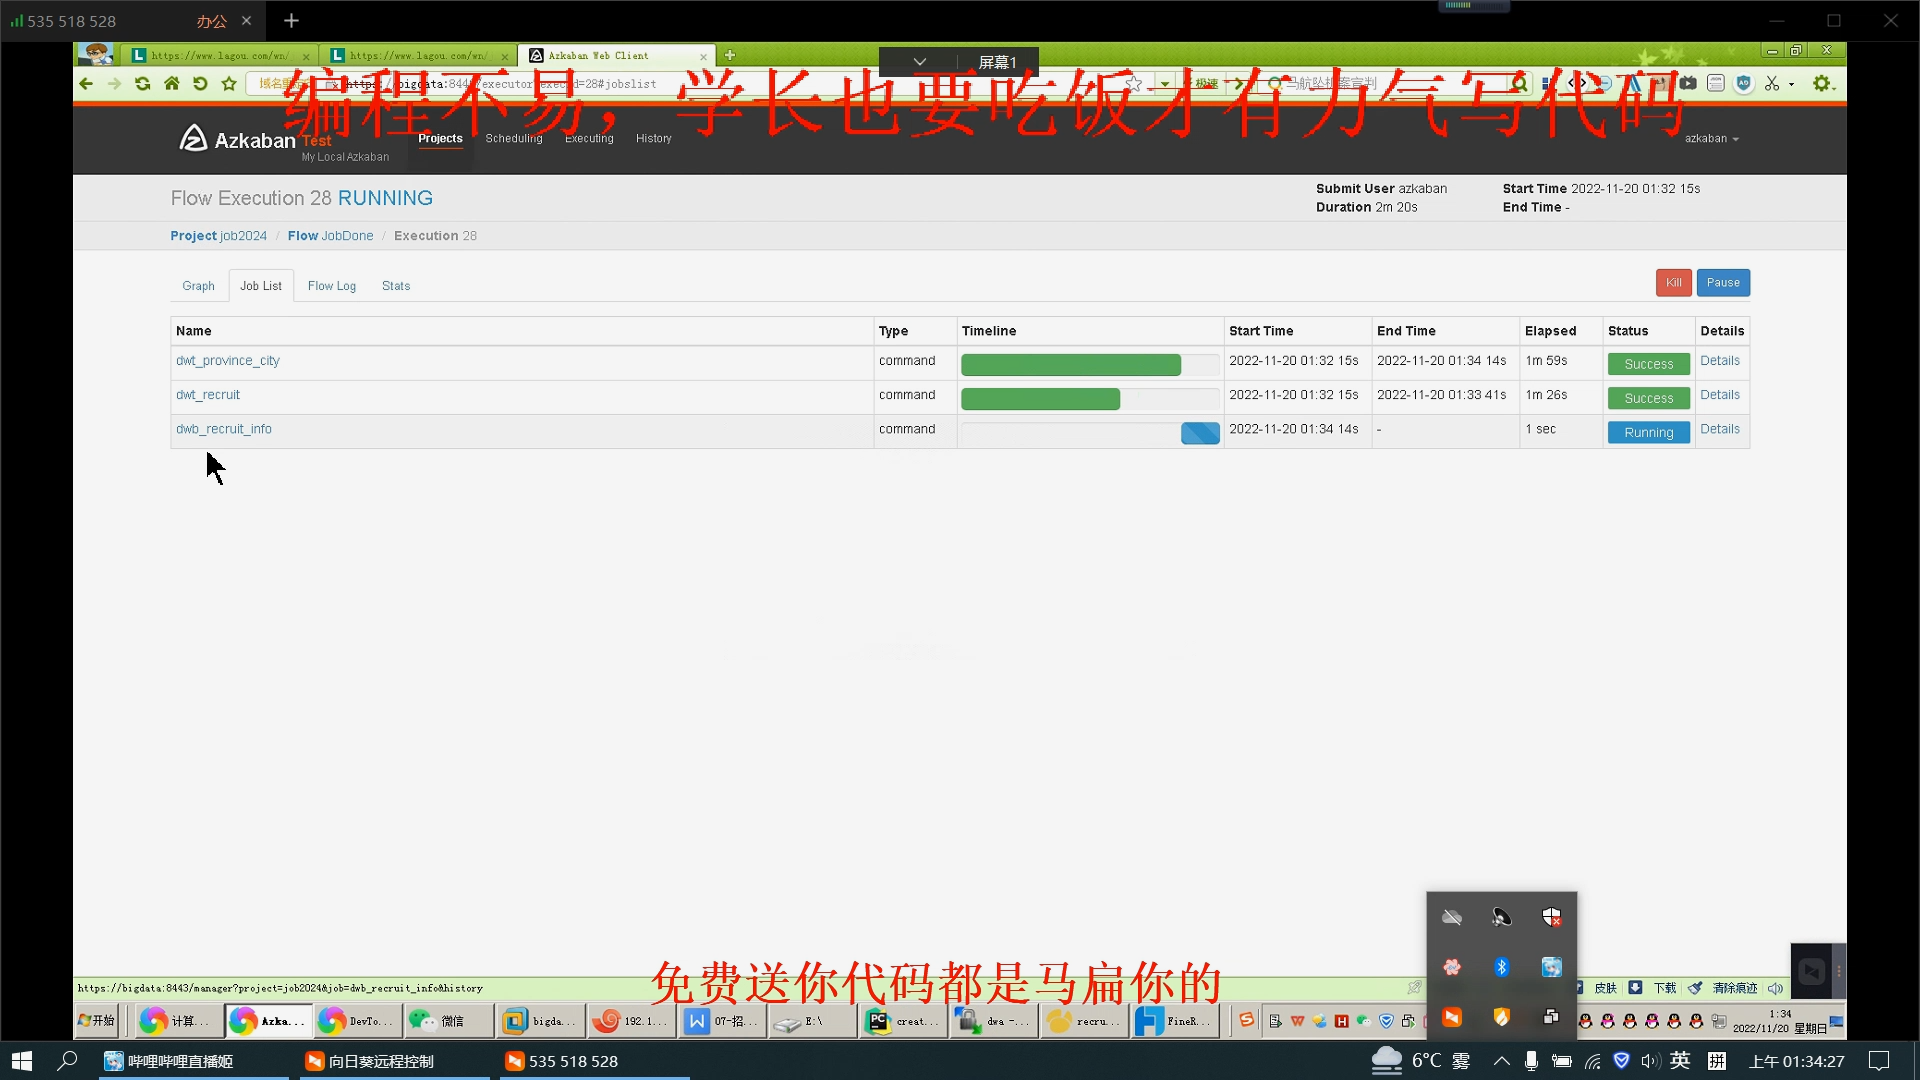 535 518 528 办公
https://www.lagou.com/wn/ https://www.lagou.com/wn/ Azkaban Web Client
屏幕1
编程不易，学长也要吃饭才有力气写代码
Azkaban Test
My Local Azkaban
Projects Scheduling Executing History
azkaban
Flow Execution 28 RUNNING
Submit User azkaban
Duration 2m 20s
Start Time 2022-11-20 01:32 15s
End Time -
Project job2024 / Flow JobDone / Execution 28
Graph Job List Flow Log Stats
Kill Pause
Name Type Timeline Start Time End Time Elapsed Status Details
dwt_province_city command 2022-11-20 01:32 15s 2022-11-20 01:34 14s 1m 59s Success Details
dwt_recruit command 2022-11-20 01:32 15s 2022-11-20 01:33 41s 1m 26s Success Details
dwb_recruit_info command 2022-11-20 01:34 14s - 1 sec Running Details
免费送你代码都是马扁你的
https://bigdata:8443/manager?project=job2024&job=dwb_recruit_info&history
皮肤 下载 清除痕迹
开始 计算... Azka... DevTo... 微信 bigda... 192.1... 07-招... E:\ creat... dwa -... recru... FineR...
1:34
2022/11/20 星期日
哔哩哔哩直播姬 向日葵远程控制 535 518 528
6°C 雾 英 拼 上午 01:34:27